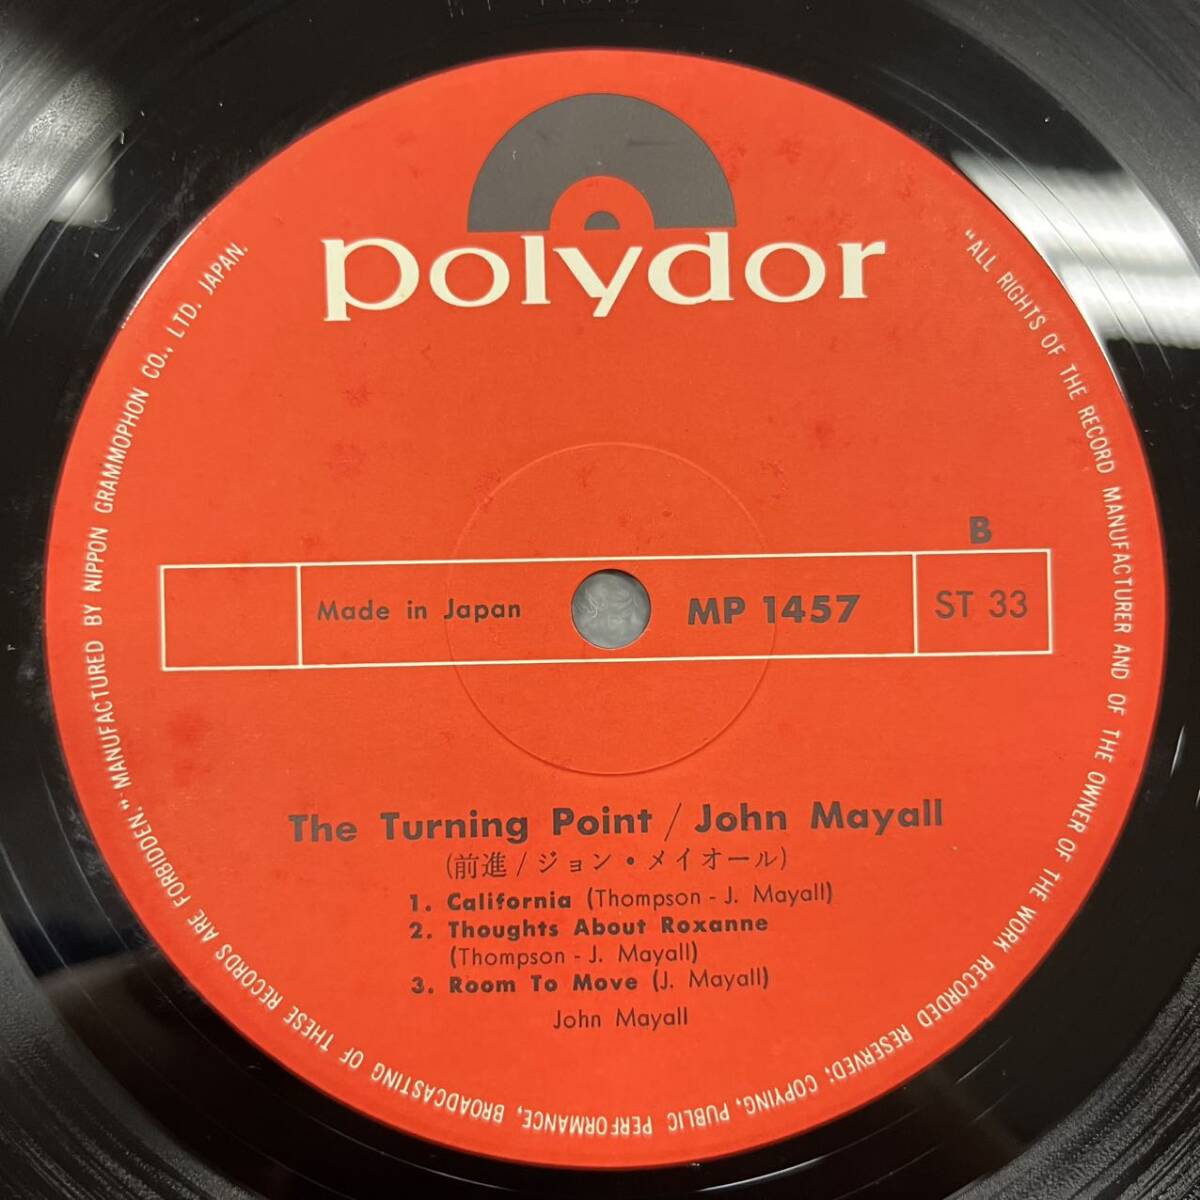 polydor
B
Made in Japan
MP 1457
ST 33
The Turning Point / John Mayall
(前進/ジョン・メイオール)
1. California (Thompson - J. Mayall)
2. Thoughts About Roxanne
(Thompson - J. Mayall)
3. Room To Move (J. Mayall)
John Mayall
"ALL RIGHTS OF THE RECORD MANUFACTURER AND OF THE OWNER OF THE WORK RECORDED RESERVED; COPYING, PUBLIC PERFORMANCE, BROADCASTING OF THESE RECORDS ARE FORBIDDEN." MANUFACTURED BY NIPPON GRAMMOPHON CO., LTD. JAPAN.